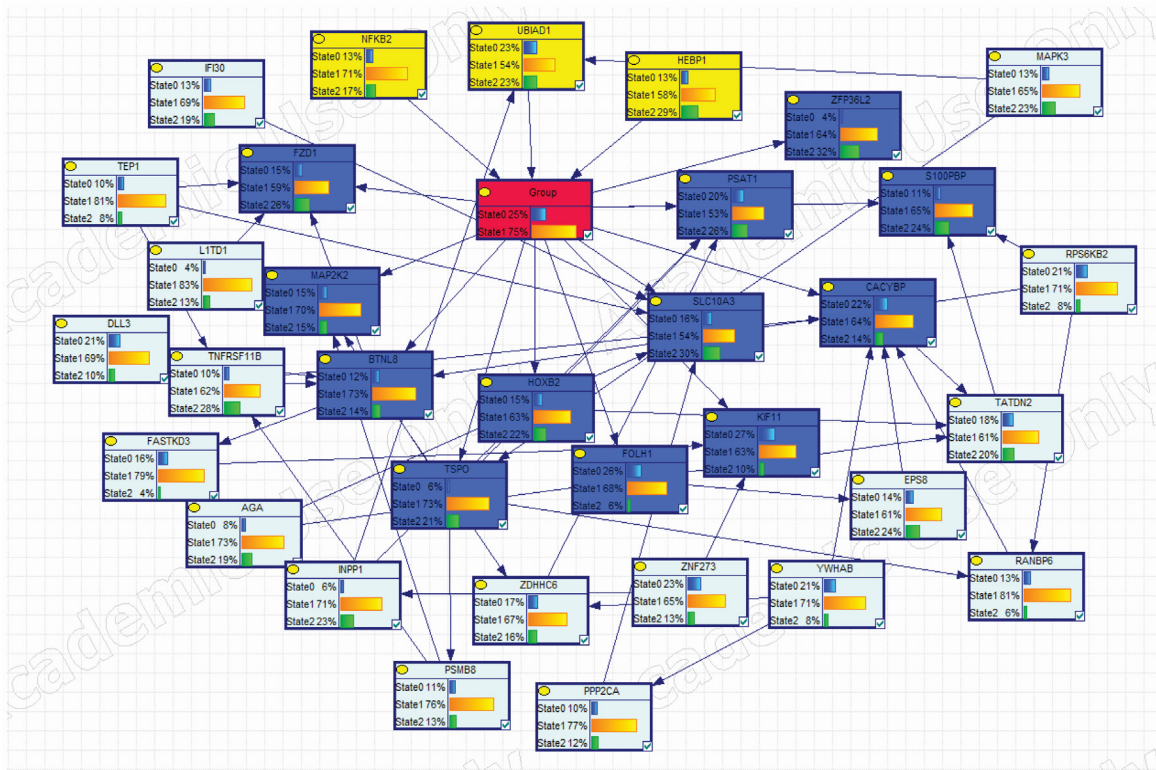 NFKB2
State0 13%
State1 71%
State2 17%
UBIAD1
State0 23%
State1 54%
State2 23%
HEBP1
State0 13%
State1 58%
State2 29%
MAPK3
State0 13%
State1 65%
State2 23%
IFI30
State0 13%
State1 69%
State2 19%
ZFP36L2
State0 4%
State1 64%
State2 32%
FZD1
State0 15%
State1 59%
State2 26%
TEP1
State0 10%
State1 81%
State2 8%
Group
State0 25%
State1 75%
PSAT1
State0 20%
State1 53%
State2 26%
S100PBP
State0 11%
State1 65%
State2 24%
L1TD1
State0 4%
State1 83%
State2 13%
RPS6KB2
State0 21%
State1 71%
State2 8%
MAP2K2
State0 15%
State1 70%
State2 15%
SLC10A3
State0 16%
State1 54%
State2 30%
CACYBP
State0 22%
State1 64%
State2 14%
DLL3
State0 21%
State1 69%
State2 10%
TNFRSF11B
State0 10%
State1 62%
State2 28%
BTNL8
State0 12%
State1 73%
State2 14%
HOXB2
State0 15%
State1 63%
State2 22%
KIF11
State0 27%
State1 63%
State2 10%
TATDN2
State0 18%
State1 61%
State2 20%
FASTKD3
State0 16%
State1 79%
State2 4%
TSPO
State0 6%
State1 73%
State2 21%
FOLH1
State0 26%
State1 68%
State2 6%
EPS8
State0 14%
State1 61%
State2 24%
AGA
State0 8%
State1 73%
State2 19%
INPP1
State0 6%
State1 71%
State2 23%
ZDHHC6
State0 17%
State1 67%
State2 16%
ZNF273
State0 23%
State1 65%
State2 13%
YWHAB
State0 21%
State1 71%
State2 8%
RANBP6
State0 13%
State1 81%
State2 6%
PSMB8
State0 11%
State1 76%
State2 13%
PPP2CA
State0 10%
State1 77%
State2 12%